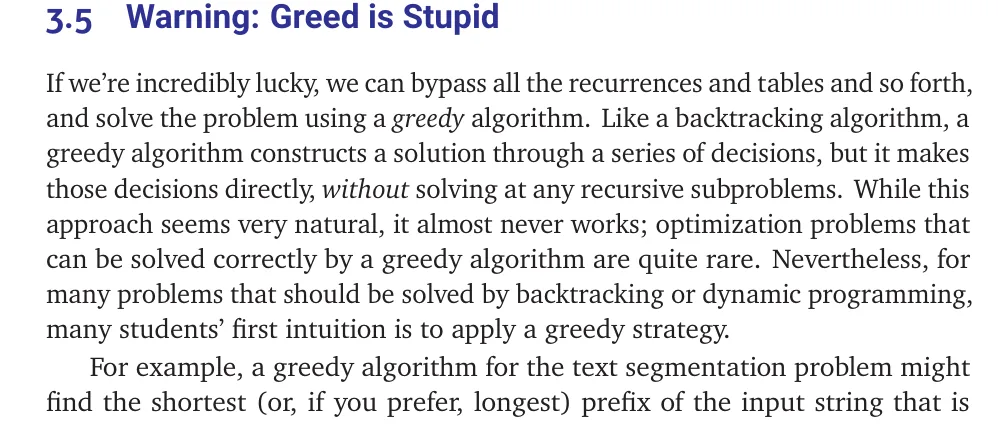 3.5 Warning: Greed is Stupid
If we’re incredibly lucky, we can bypass all the recurrences and tables and so forth,
and solve the problem using a greedy algorithm. Like a backtracking algorithm, a
greedy algorithm constructs a solution through a series of decisions, but it makes
those decisions directly, without solving at any recursive subproblems. While this
approach seems very natural, it almost never works; optimization problems that
can be solved correctly by a greedy algorithm are quite rare. Nevertheless, for
many problems that should be solved by backtracking or dynamic programming,
many students’ first intuition is to apply a greedy strategy.
For example, a greedy algorithm for the text segmentation problem might
find the shortest (or, if you prefer, longest) prefix of the input string that is